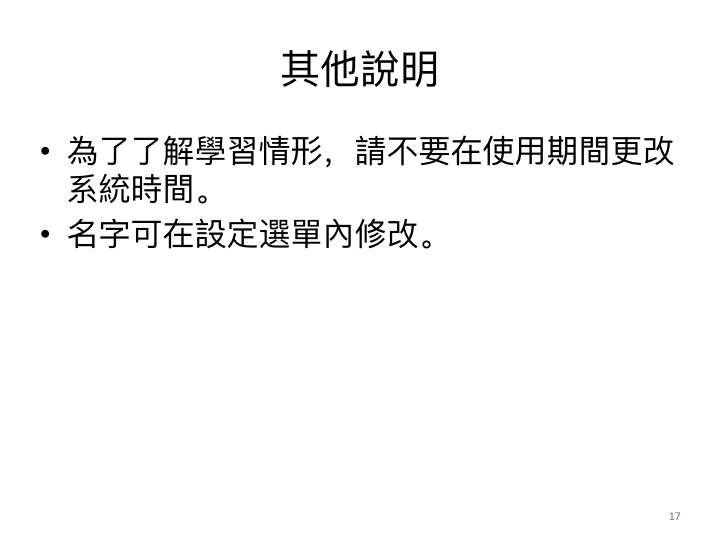 其他說明
• 為了了解學習情形，請不要在使用期間更改
系統時間。
• 名字可在設定選單內修改。
17